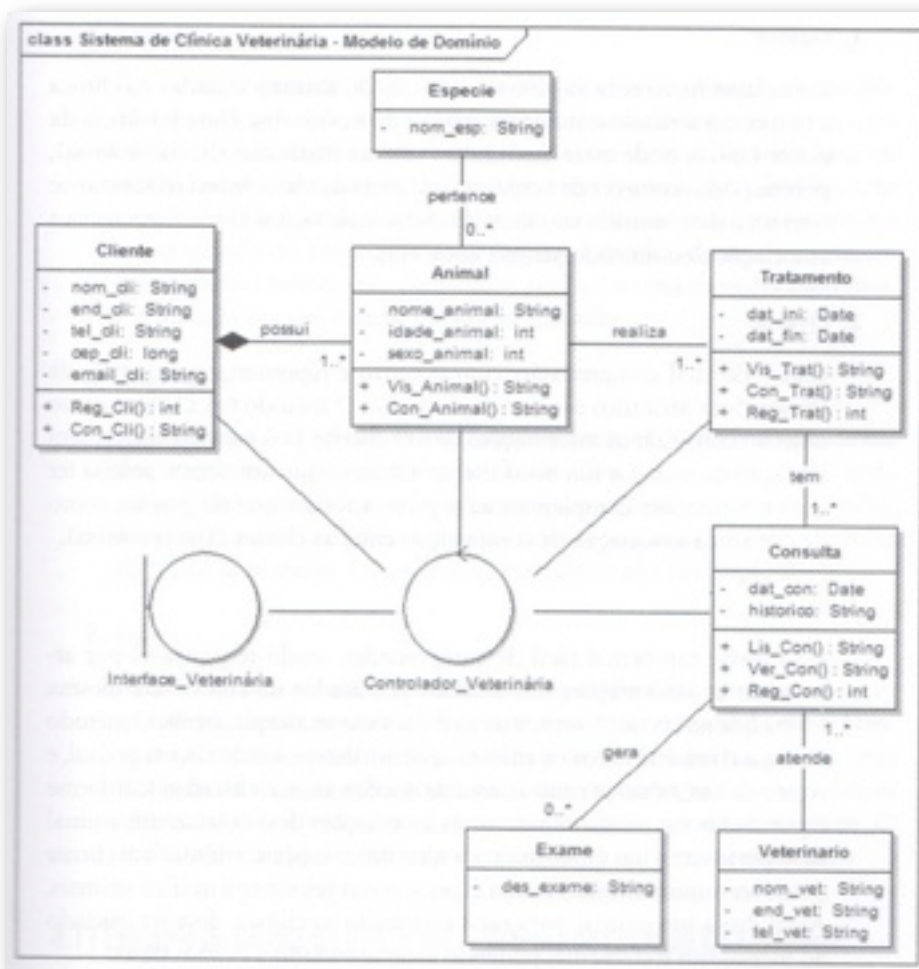 class Sistema de Clínica Veterinária - Modelo de Domínio
Especie
- nom_esp: String
pertence
0..*
Cliente
- nom_cli: String
- end_cli: String
- tel_cli: String
- cep_cli: long
- email_cli: String
+ Reg_Cli() : int
+ Con_Cli() : String
possui
1..*
Animal
- nome_animal: String
- idade_animal: int
- sexo_animal: int
+ Vis_Animal() : String
+ Con_Animal() : String
realiza
1..*
Tratamento
- dat_ini: Date
- dat_fin: Date
+ Vis_Trat() : String
+ Con_Trat() : String
+ Reg_Trat() : int
tem
1..*
Consulta
- dat_con: Date
- historico: String
+ Lis_Con() : String
+ Ver_Con() : String
+ Reg_Con() : int
Interface_Veterinária
Controlador_Veterinária
gera
0..*
1..*
atende
Exame
- des_exame: String
Veterinario
- nom_vet: String
- end_vet: String
- tel_vet: String